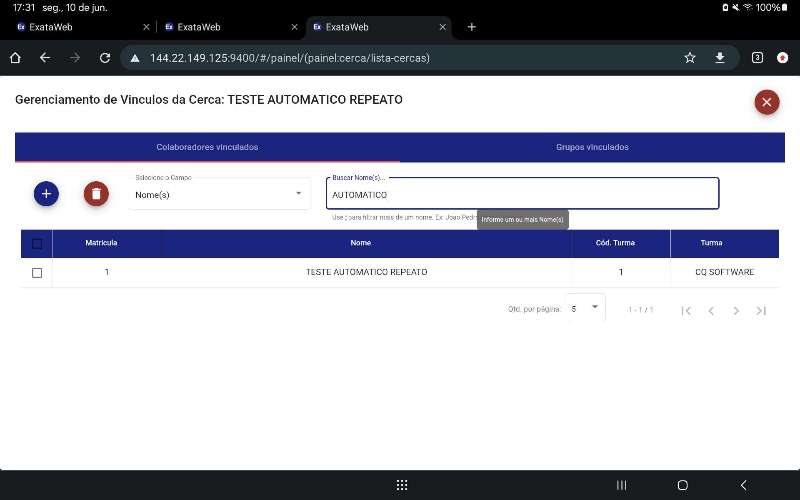 17:31 seg., 10 de jun. 100%
Ex ExataWeb
Ex ExataWeb
Ex ExataWeb
144.22.149.125:9400/#/painel/(painel:cerca/lista-cercas)
3
Gerenciamento de Vinculos da Cerca: TESTE AUTOMATICO REPEATO
Colaboradores vinculados Grupos vinculados
Selecione o Campo
Nome(s)
Buscar Nome(s)...
AUTOMATICO
Use ; para filtrar mais de um nome. Ex: Joao Pedr
Informe um ou mais Nome(s)
Matricula Nome Cód. Turma Turma
1 TESTE AUTOMATICO REPEATO 1 CQ SOFTWARE
Qtd. por página: 5 1 - 1 / 1